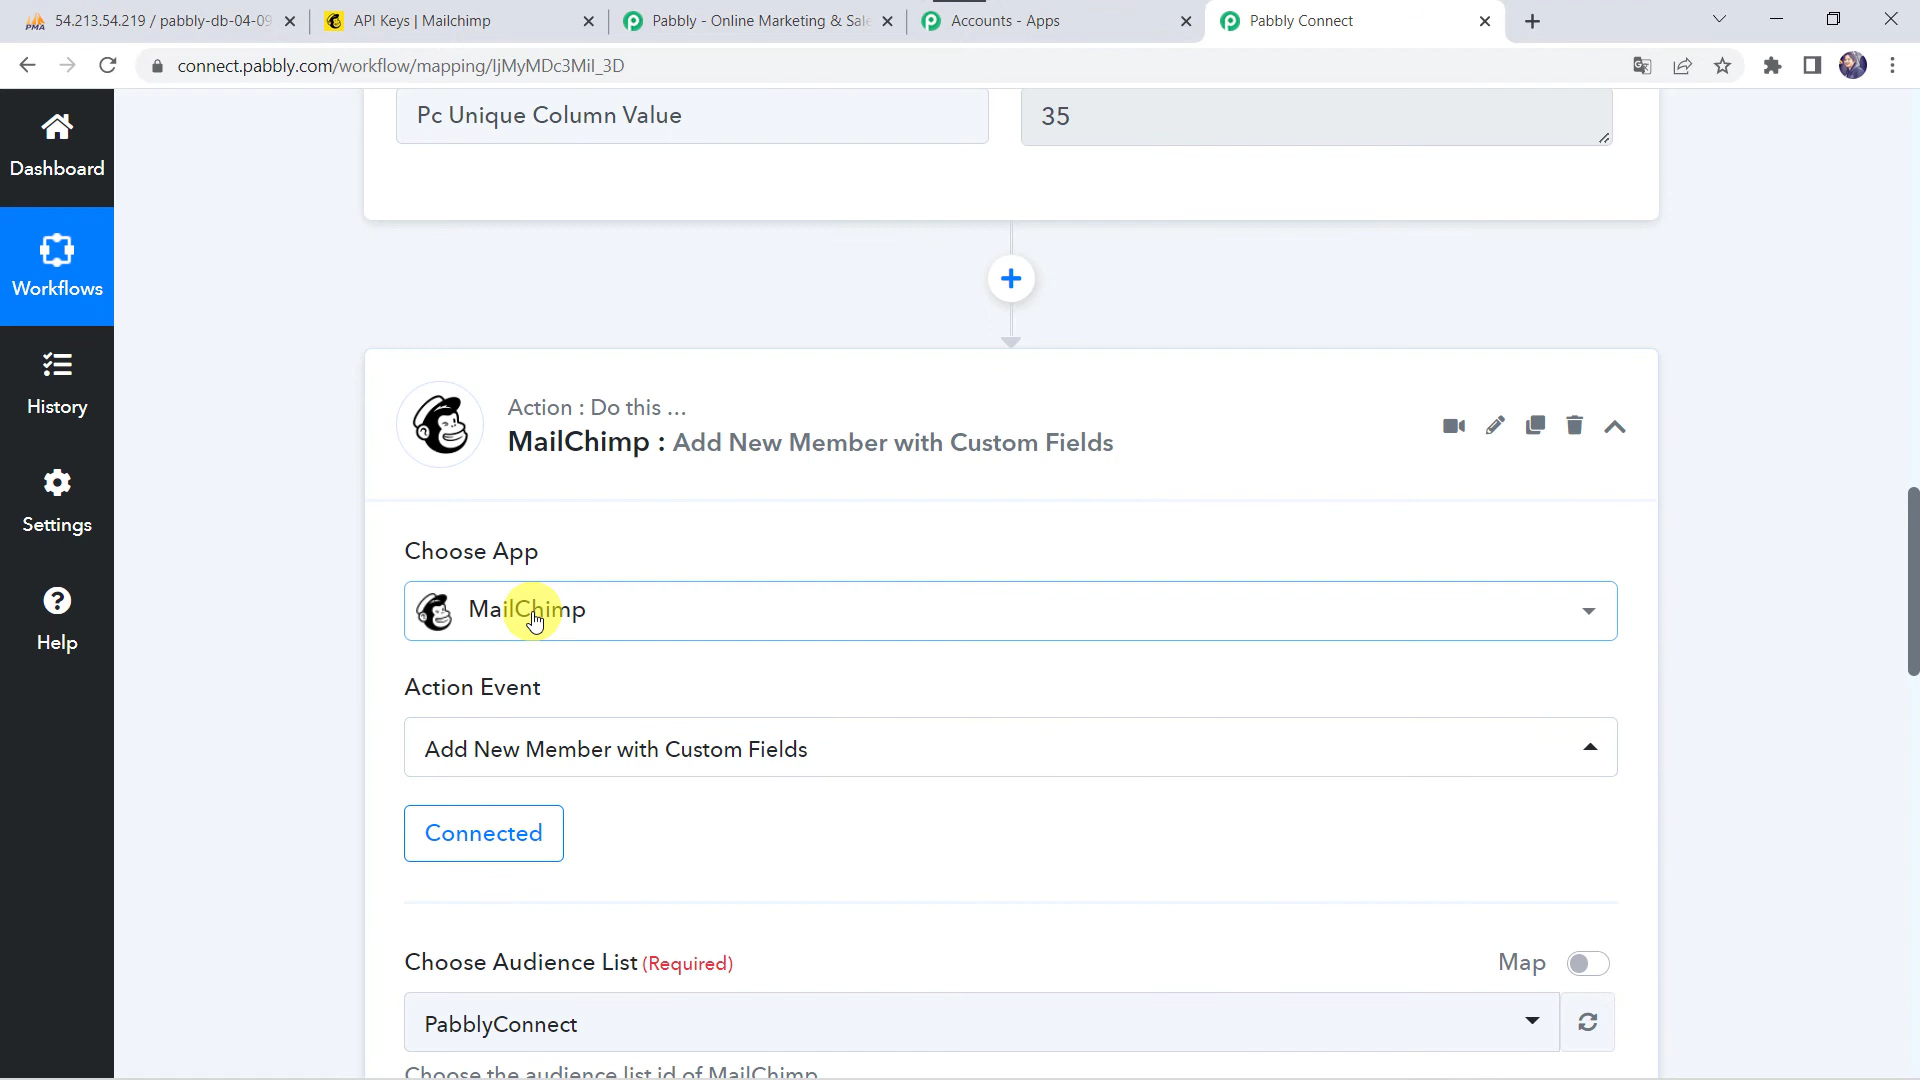 54.213.54.219 / pabbly-db-04-09
API Keys | Mailchimp
Pabbly - Online Marketing & Sale
Accounts - Apps
Pabbly Connect
connect.pabbly.com/workflow/mapping/IjMyMDc3MiI_3D
Dashboard
Workflows
History
Settings
Help
Pc Unique Column Value
35
Action : Do this ...
MailChimp : Add New Member with Custom Fields
Choose App
MailChimp
Action Event
Add New Member with Custom Fields
Connected
Choose Audience List (Required)
Map
PabblyConnect
Choose the audience list id of MailChimp